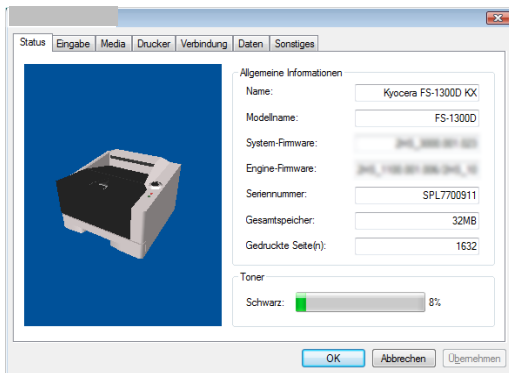 Status Eingabe Media Drucker Verbindung Daten Sonstiges
Allgemeine Informationen
Name: Kyocera FS-1300D KX
Modellname: FS-1300D
System-Firmware:
Engine-Firmware:
Seriennummer: SPL7700911
Gesamtspeicher: 32MB
Gedruckte Seite(n): 1632
Toner
Schwarz: 8%
OK Abbrechen Übernehmen